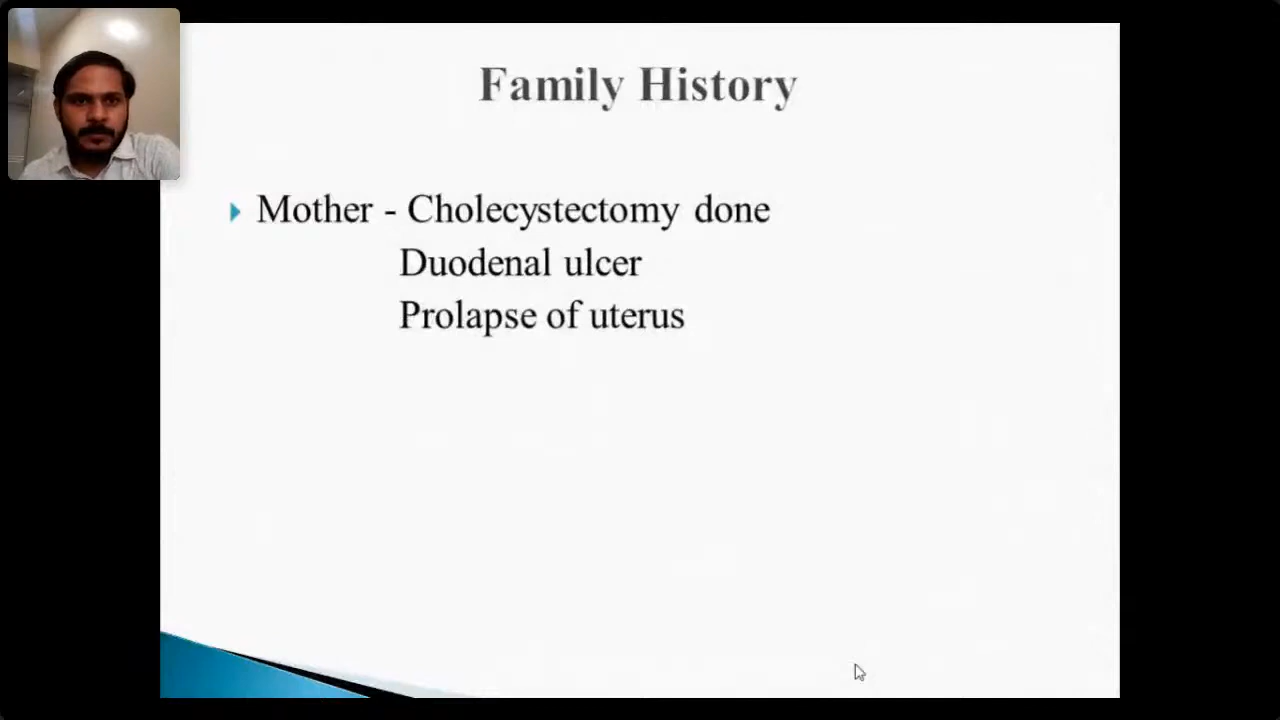 Family History
Mother - Cholecystectomy done
Duodenal ulcer
Prolapse of uterus